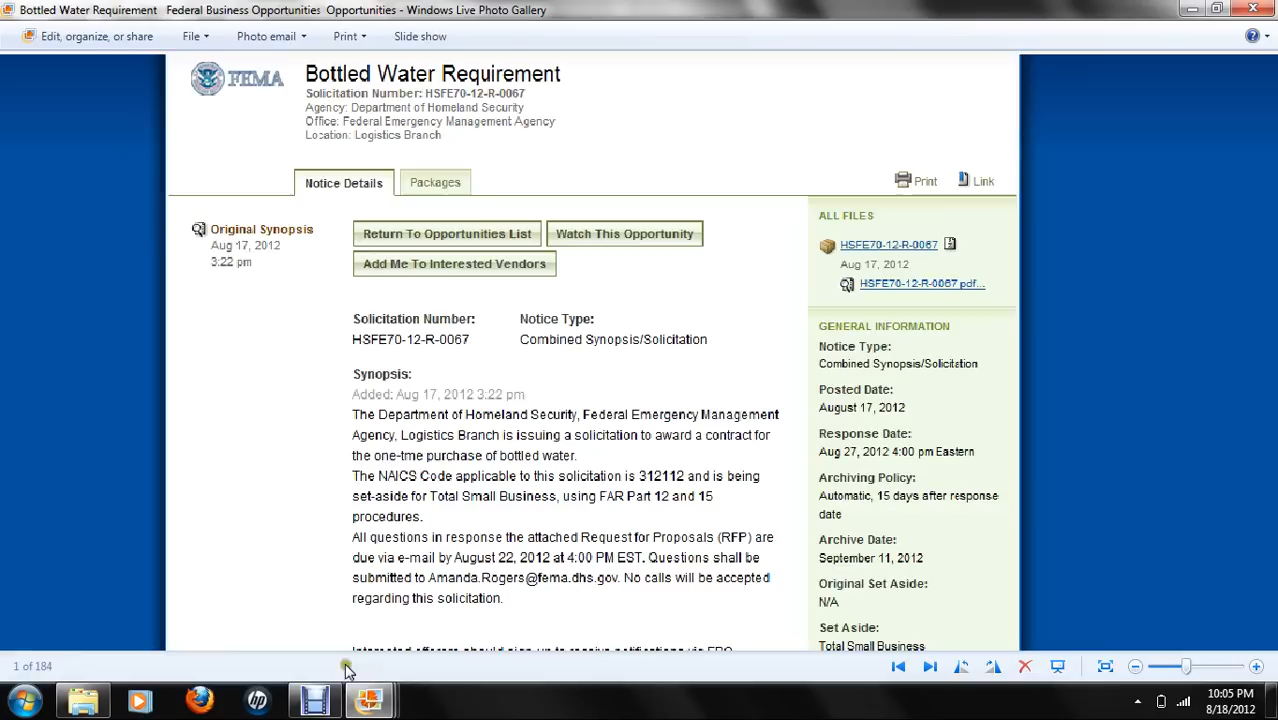 Bottled Water Requirement Federal Business Opportunities Opportunities - Windows Live Photo Gallery
Edit, organize, or share File Photo email Print Slide show
FEMA
Bottled Water Requirement
Solicitation Number: HSFE70-12-R-0067
Agency: Department of Homeland Security
Office: Federal Emergency Management Agency
Location: Logistics Branch
Notice Details Packages
Print Link
Original Synopsis
Aug 17, 2012
3:22 pm
Return To Opportunities List Watch This Opportunity
Add Me To Interested Vendors
Solicitation Number: Notice Type:
HSFE70-12-R-0067 Combined Synopsis/Solicitation
Synopsis:
Added: Aug 17, 2012 3:22 pm
The Department of Homeland Security, Federal Emergency Management
Agency, Logistics Branch is issuing a solicitation to award a contract for
the one-tme purchase of bottled water.
The NAICS Code applicable to this solicitation is 312112 and is being
set-aside for Total Small Business, using FAR Part 12 and 15
procedures.
All questions in response the attached Request for Proposals (RFP) are
due via e-mail by August 22, 2012 at 4:00 PM EST. Questions shall be
submitted to Amanda.Rogers@fema.dhs.gov. No calls will be accepted
regarding this solicitation.
Interested offerors should sign up to receive notifications via FBO
ALL FILES
HSFE70-12-R-0067
Aug 17, 2012
HSFE70-12-R-0067 pdf...
GENERAL INFORMATION
Notice Type:
Combined Synopsis/Solicitation
Posted Date:
August 17, 2012
Response Date:
Aug 27, 2012 4:00 pm Eastern
Archiving Policy:
Automatic, 15 days after response
date
Archive Date:
September 11, 2012
Original Set Aside:
N/A
Set Aside:
Total Small Business
1 of 184
hp
10:05 PM
8/18/2012